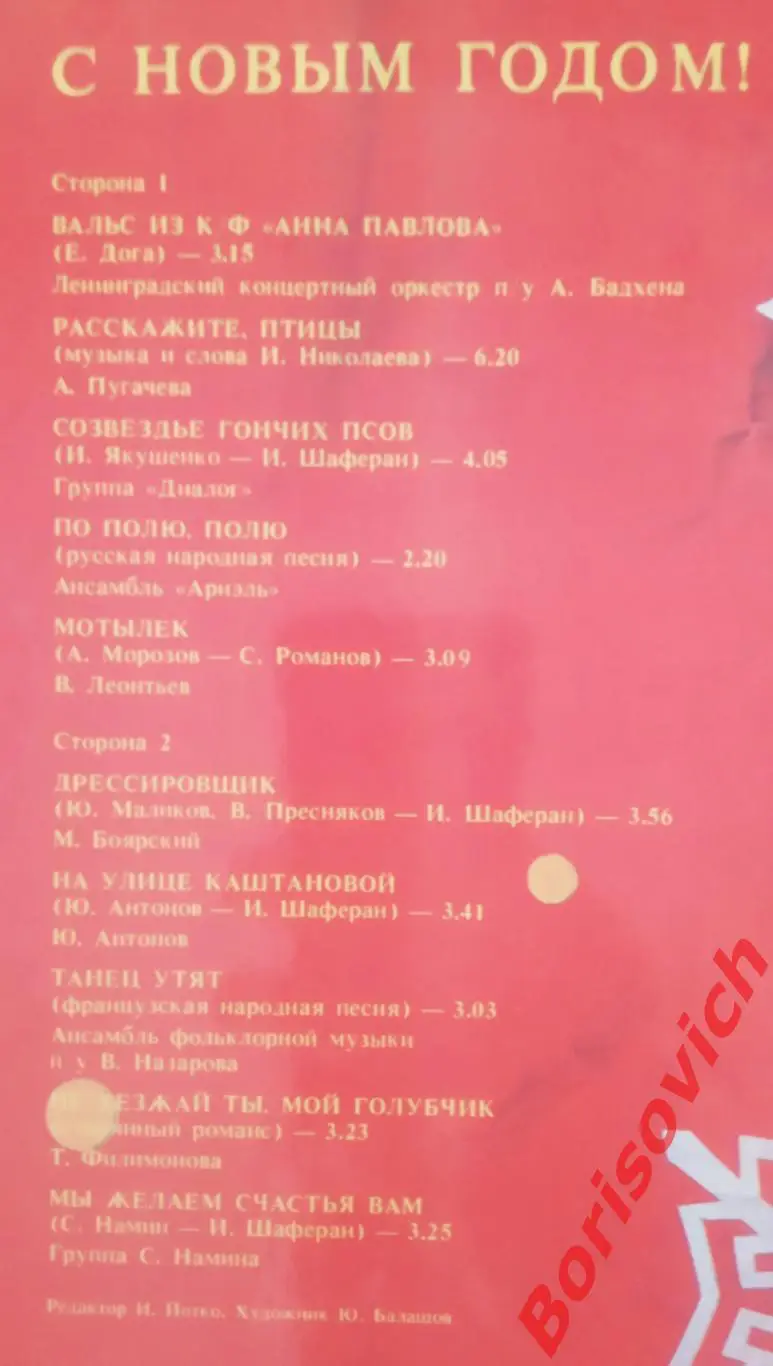 С НОВЫМ ГОДОМ!
Сторона 1
ВАЛЬС ИЗ К Ф «АННА ПАВЛОВА»
(Е. Дога) — 3.15
Ленинградский концертный оркестр п у А. Бадхена
РАССКАЖИТЕ, ПТИЦЫ
(музыка и слова И. Николаева) — 6.20
А. Пугачева
СОЗВЕЗДЬЕ ГОНЧИХ ПСОВ
(И. Якушенко — И. Шаферан) — 4.05
Группа «Диалог»
ПО ПОЛЮ, ПОЛЮ
(русская народная песня) — 2.20
Ансамбль «Ариэль»
МОТЫЛЕК
(А. Морозов — С. Романов) — 3.09
В. Леонтьев
Сторона 2
ДРЕССИРОВЩИК
(Ю. Маликов, В. Пресняков — И. Шаферан) — 3.56
М. Боярский
НА УЛИЦЕ КАШТАНОВОЙ
(Ю. Антонов — И. Шаферан) — 3.41
Ю. Антонов
ТАНЕЦ УТЯТ
(французская народная песня) — 3.03
Ансамбль фольклорной музыки
п у В. Назарова
ТЫ, МОЙ ГОЛУБЧИК
романс) — 3.23
Т. Филимонова
МЫ ЖЕЛАЕМ СЧАСТЬЯ ВАМ
(С. Намин — И. Шаферан) — 3.25
Группа С. Намина
Редактор И. Художник Ю. Балашов
Borisovich